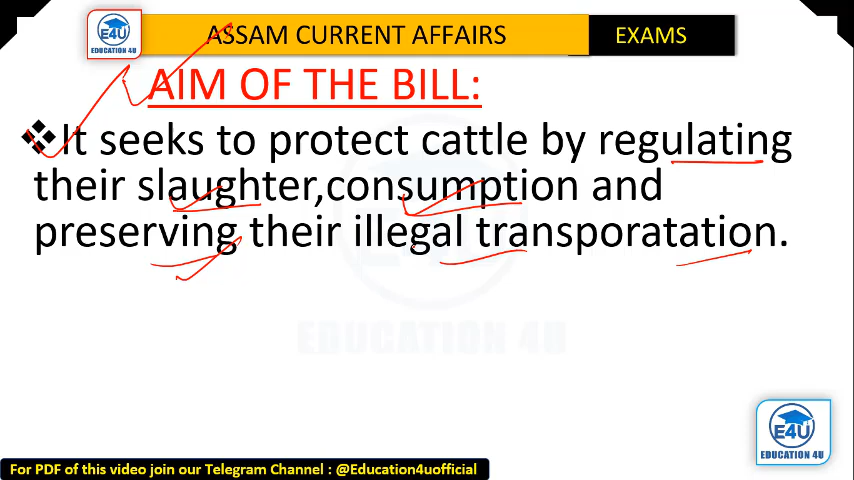 E4U
EDUCATION 4U
ASSAM CURRENT AFFAIRS
EXAMS
AIM OF THE BILL:
❖It seeks to protect cattle by regulating
their slaughter,consumption and
preserving their illegal transporatation.
EDUCATION 4U
E4U
EDUCATION 4U
For PDF of this video join our Telegram Channel : @Education4uofficial